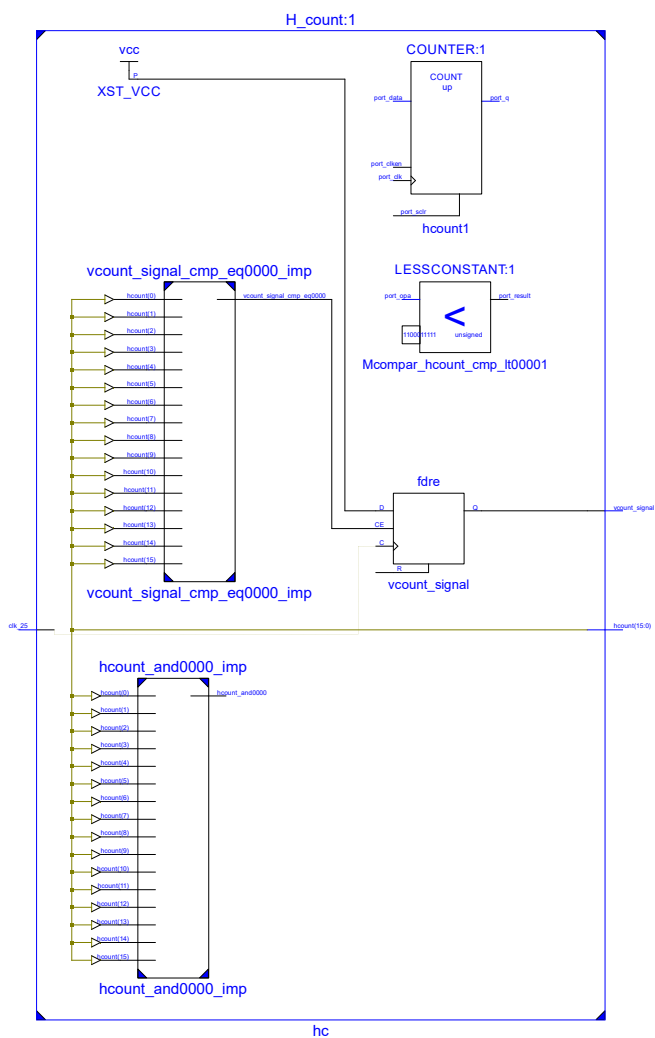 H_count:1
vcc
P
XST_VCC
COUNTER:1
COUNT
up
port_data
port_q
port_clken
port_clk
port_sclr
hcount1
vcount_signal_cmp_eq0000_imp
hcount(0)
hcount(1)
hcount(2)
hcount(3)
hcount(4)
hcount(5)
hcount(6)
hcount(7)
hcount(8)
hcount(9)
hcount(10)
hcount(11)
hcount(12)
hcount(13)
hcount(14)
hcount(15)
vcount_signal_cmp_eq0000
vcount_signal_cmp_eq0000_imp
LESSCONSTANT:1
port_opa
port_result
<
1100011111
unsigned
Mcompar_hcount_cmp_lt00001
fdre
D
CE
C
R
Q
vcount_signal
vcount_signal
clk_25
hcount(15:0)
hcount_and0000_imp
hcount(0)
hcount(1)
hcount(2)
hcount(3)
hcount(4)
hcount(5)
hcount(6)
hcount(7)
hcount(8)
hcount(9)
hcount(10)
hcount(11)
hcount(12)
hcount(13)
hcount(14)
hcount(15)
hcount_and0000
hcount_and0000_imp
hc